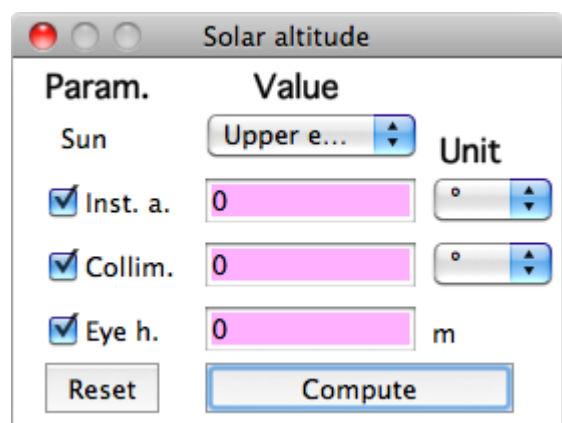 Solar altitude
Param. Value
Sun Upper e... Unit
Inst. a. 0 °
Collim. 0 °
Eye h. 0 m
Reset Compute